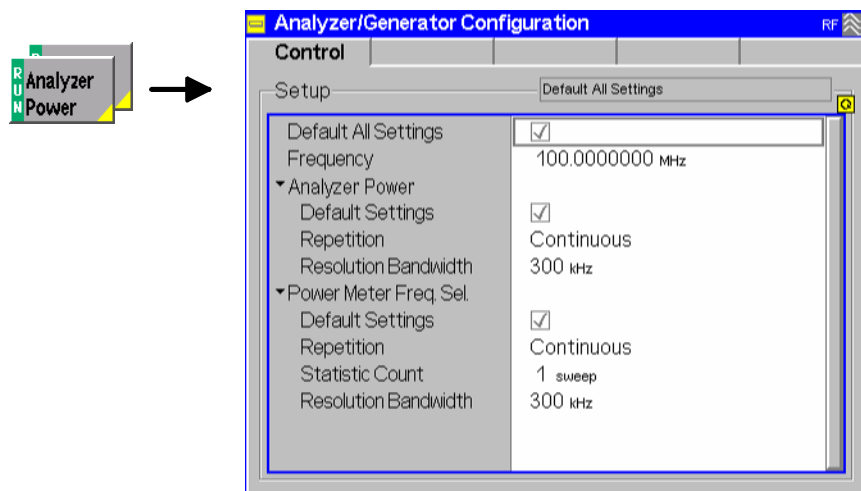 Analyzer/Generator Configuration RF
Control
RUN Analyzer Power
Setup Default All Settings
Default All Settings
Frequency 100.0000000 MHz
Analyzer Power
Default Settings
Repetition Continuous
Resolution Bandwidth 300 kHz
Power Meter Freq. Sel.
Default Settings
Repetition Continuous
Statistic Count 1 sweep
Resolution Bandwidth 300 kHz